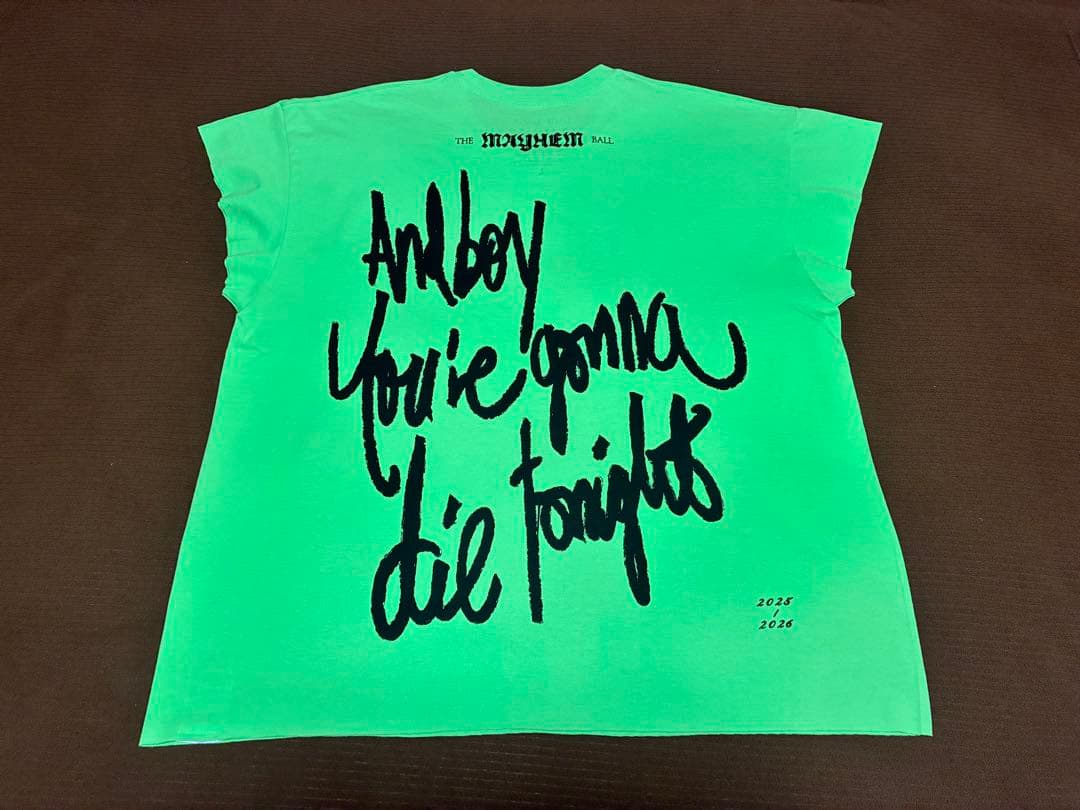 THE MAYHEM BALL
And boy
You're gonna
die tonight
2025
/
2026